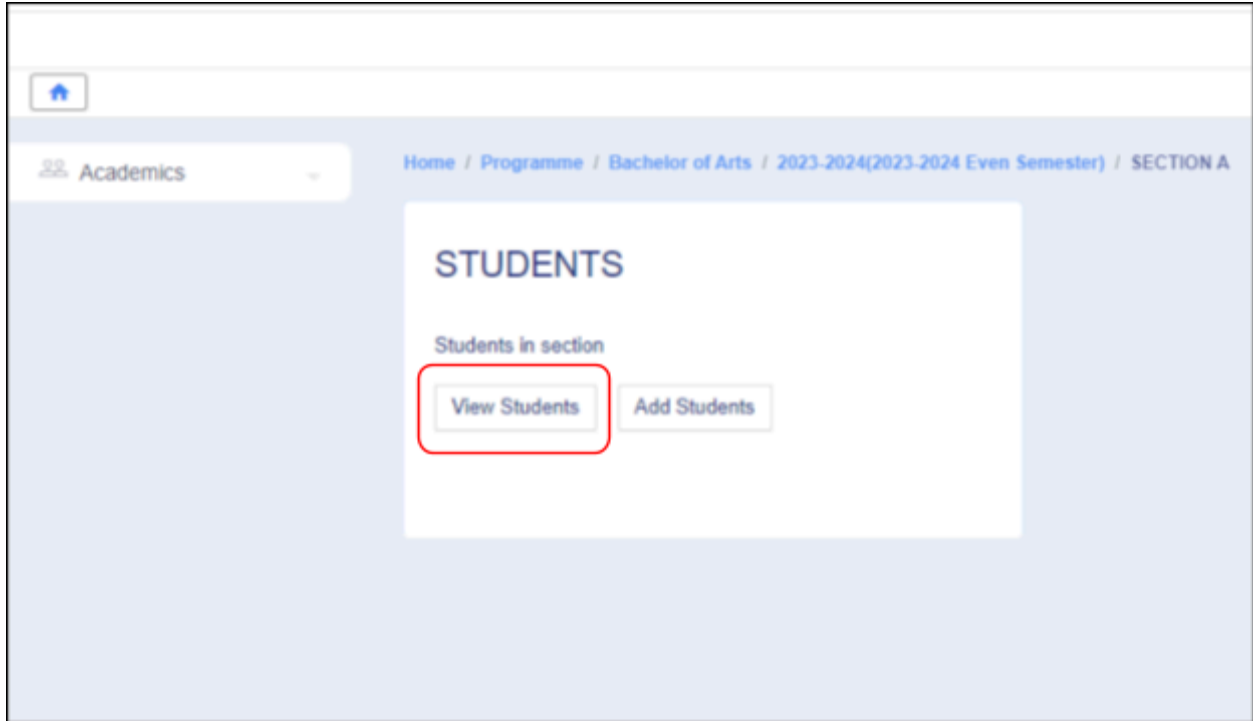 Academics
Home / Programme / Bachelor of Arts / 2023-2024(2023-2024 Even Semester) / SECTION A
STUDENTS
Students in section
View Students
Add Students